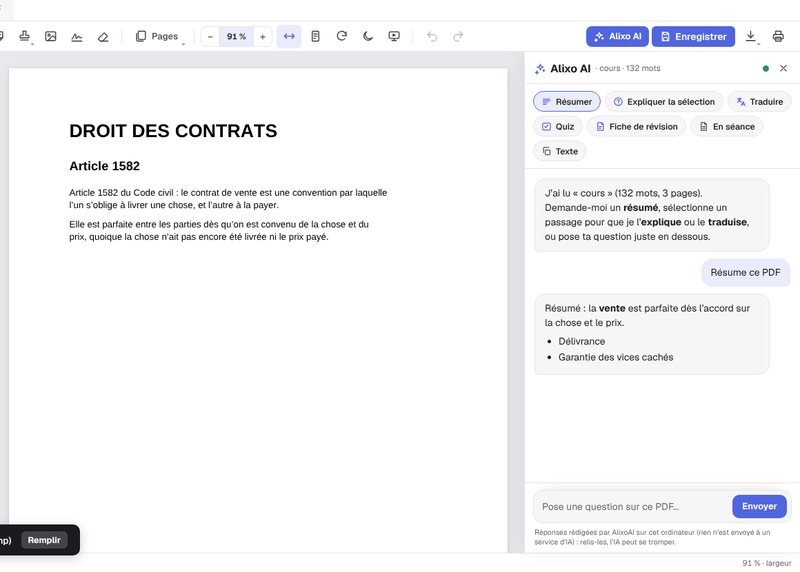 Pages
− 91 % +
Alixo AI
Enregistrer
DROIT DES CONTRATS
Article 1582
Article 1582 du Code civil : le contrat de vente est une convention par laquelle
l’un s’oblige à livrer une chose, et l’autre à la payer.
Elle est parfaite entre les parties dès qu’on est convenu de la chose et du
prix, quoique la chose n’ait pas encore été livrée ni le prix payé.
Remplir
Alixo AI · cours · 132 mots
Résumer
Expliquer la sélection
Traduire
Quiz
Fiche de révision
En séance
Texte
J’ai lu « cours » (132 mots, 3 pages).
Demande-moi un résumé, sélectionne un
passage pour que je l’explique ou le traduise,
ou pose ta question juste en dessous.
Résume ce PDF
Résumé : la vente est parfaite dès l’accord sur
la chose et le prix.
• Délivrance
• Garantie des vices cachés
Pose une question sur ce PDF…
Envoyer
Réponses rédigées par AlixoAI sur cet ordinateur (rien n’est envoyé à un
service d’IA) : relis-les, l’IA peut se tromper.
91 % · largeur